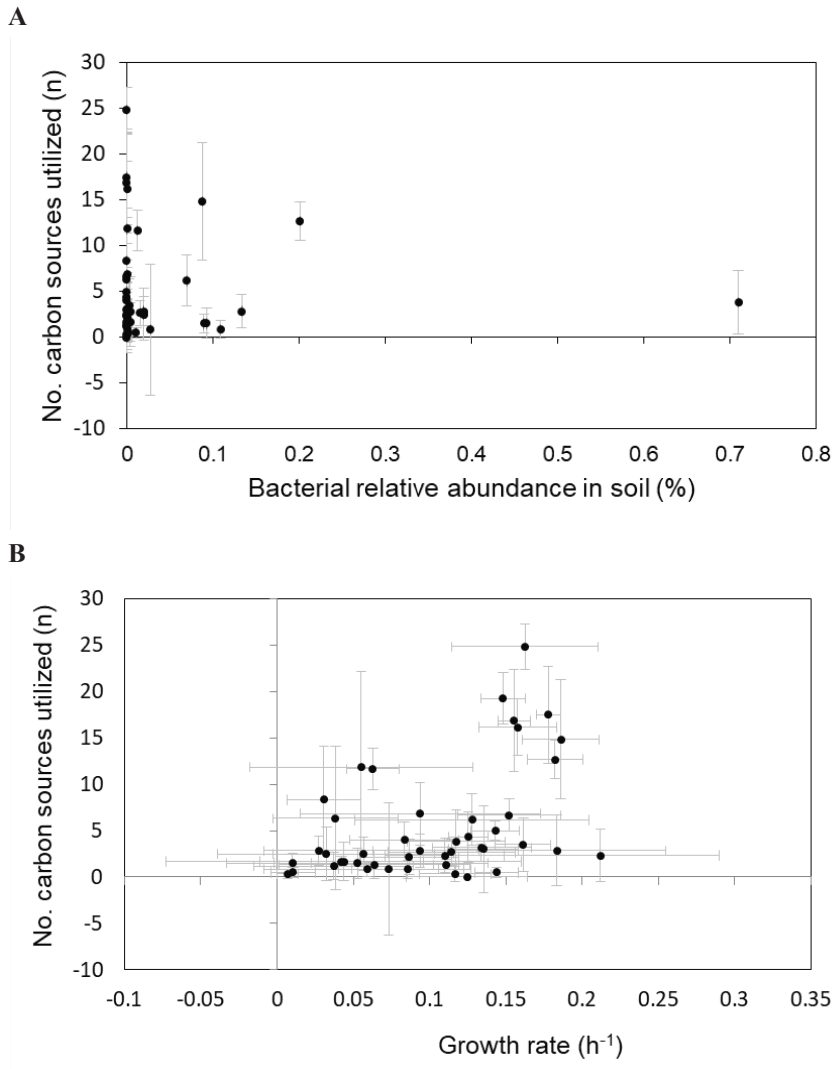 A
No. carbon sources utilized (n)
30
25
20
15
10
5
0
-5
-10
0 0.1 0.2 0.3 0.4 0.5 0.6 0.7 0.8
Bacterial relative abundance in soil (%)
B
No. carbon sources utilized (n)
30
25
20
15
10
5
0
-5
-10
-0.1 -0.05 0 0.05 0.1 0.15 0.2 0.25 0.3 0.35
Growth rate (h-1)